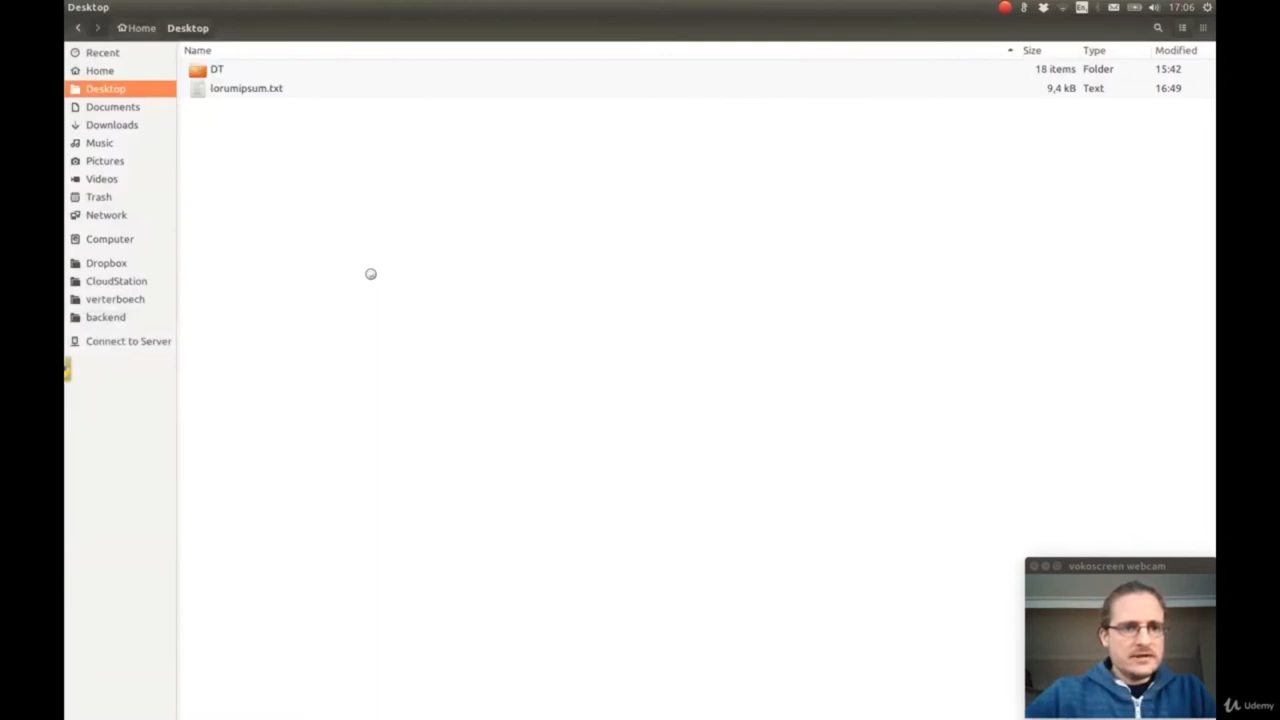 Desktop
En
17:06
Home
Desktop
Recent
Home
Desktop
Documents
Downloads
Music
Pictures
Videos
Trash
Network
Computer
Dropbox
CloudStation
verterboech
backend
Connect to Server
Name Size Type Modified
DT 18 items Folder 15:42
lorumipsum.txt 9,4 kB Text 16:49
vokoscreen webcam
Udemy